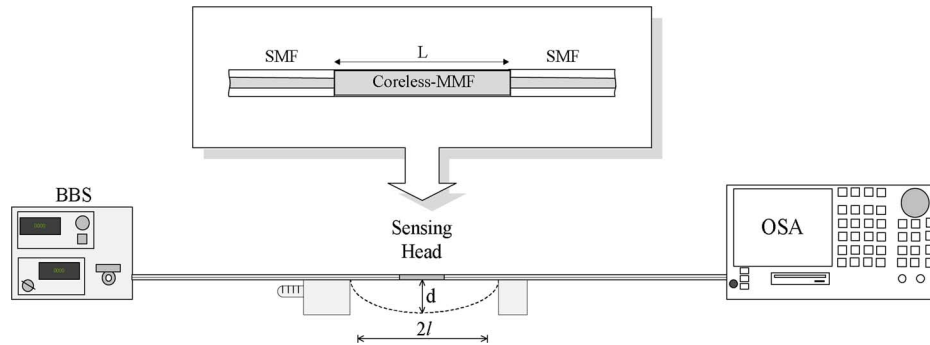 L
SMF
SMF
Coreless-MMF
BBS
Sensing
Head
OSA
d
2l